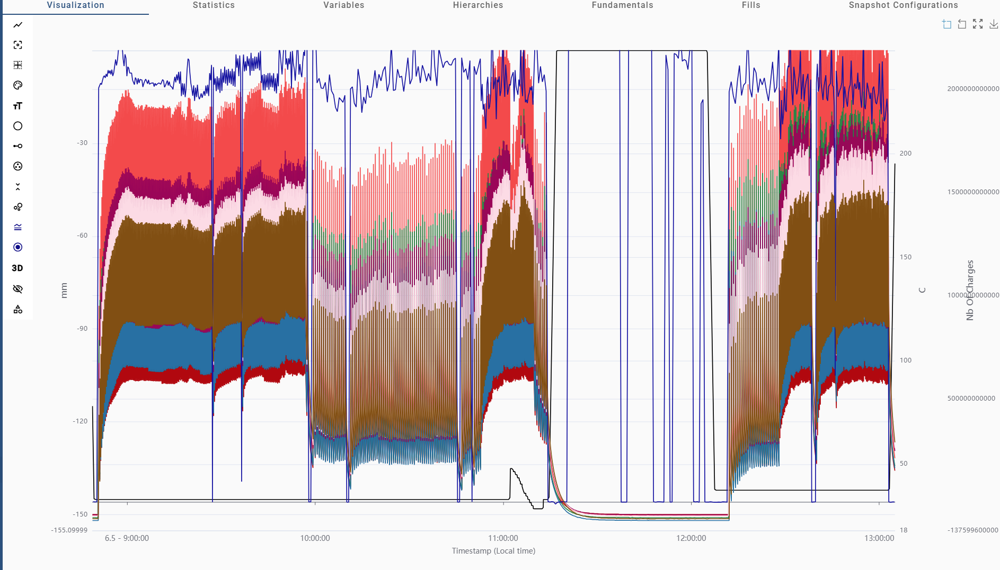 Visualization Statistics Variables Hierarchies Fundamentals Fills Snapshot Configurations
тT
3D
mm
-30
-60
-90
-120
-150
-155.09999
200
150
100
50
18
C
2000000000000
1500000000000
1000000000000
500000000000
-137599600000
Nb Of Charges
6.5 - 9:00:00 10:00:00 11:00:00 12:00:00 13:00:00
Timestamp (Local time)